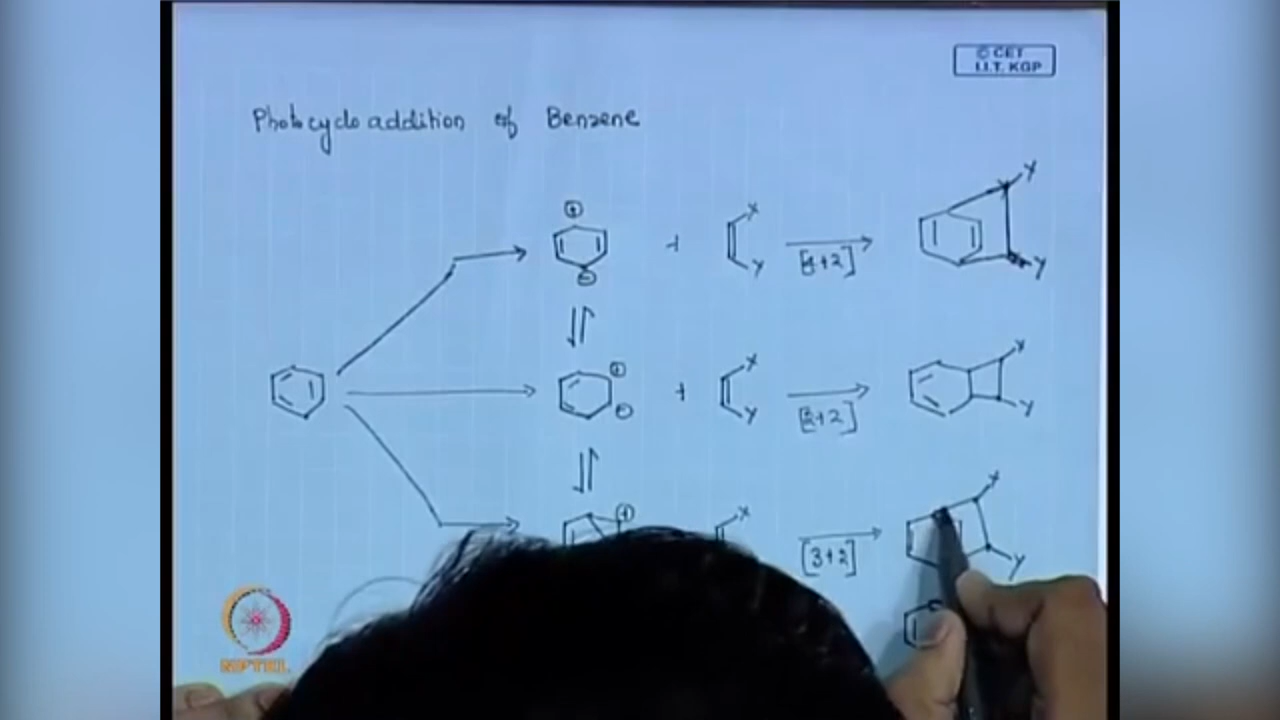 © CET
I.I.T. KGP
Photocycloaddition of Benzene
⊕ + X Y [4+2] Y Y
⊖
⊕ + X Y [2+2] X Y
⊖
⊕ X [3+2] X Y
NPTEL